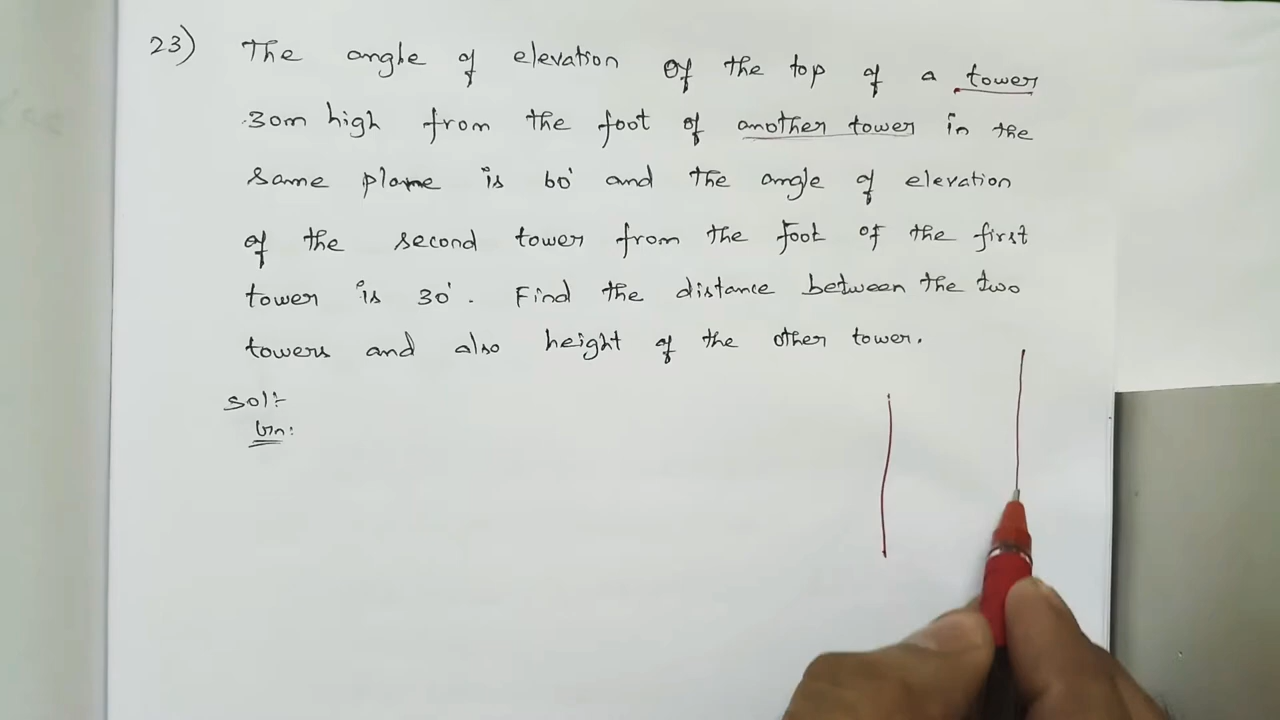 23) The angle of elevation of the top of a tower
30m high from the foot of another tower in the
same plane is 60° and the angle of elevation
of the second tower from the foot of the first
tower is 30°. Find the distance between the two
towers and also height of the other tower.
Sol:-
Gn: